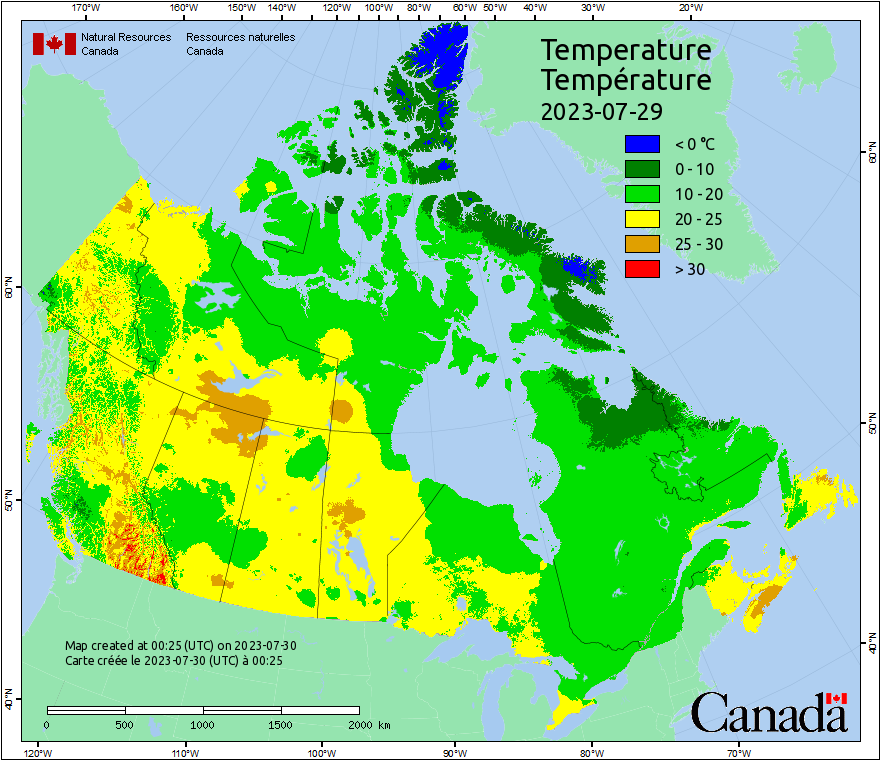 170°W 160°W 150°W 140°W 130°W 120°W 110°W 100°W 90°W 80°W 70°W 60°W 50°W 40°W 30°W 20°W
Natural Resources Ressources naturelles
Canada Canada
Temperature
Température
2023-07-29
< 0 °C
0 - 10
10 - 20
20 - 25
25 - 30
> 30
60°N
60°N
50°N
50°N
40°N
40°N
Map created at 00:25 (UTC) on 2023-07-30
Carte créée le 2023-07-30 (UTC) à 00:25
0 500 1000 1500 2000 km
Canada
120°W 110°W 100°W 90°W 80°W 70°W